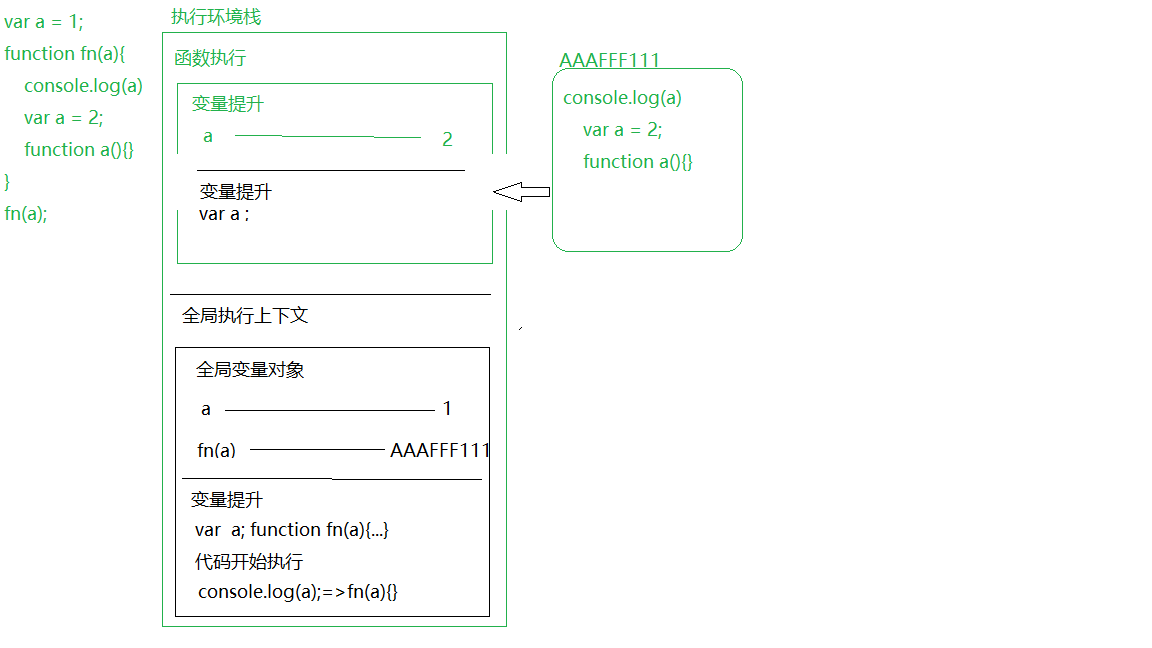 var a = 1;
function fn(a){
console.log(a)
var a = 2;
function a(){}
}
fn(a);
执行环境栈
函数执行
变量提升
a 2
变量提升
var a ;
全局执行上下文
全局变量对象
a 1
fn(a) AAAFFF111
变量提升
var a; function fn(a){...}
代码开始执行
console.log(a);=>fn(a){}
AAAFFF111
console.log(a)
var a = 2;
function a(){}